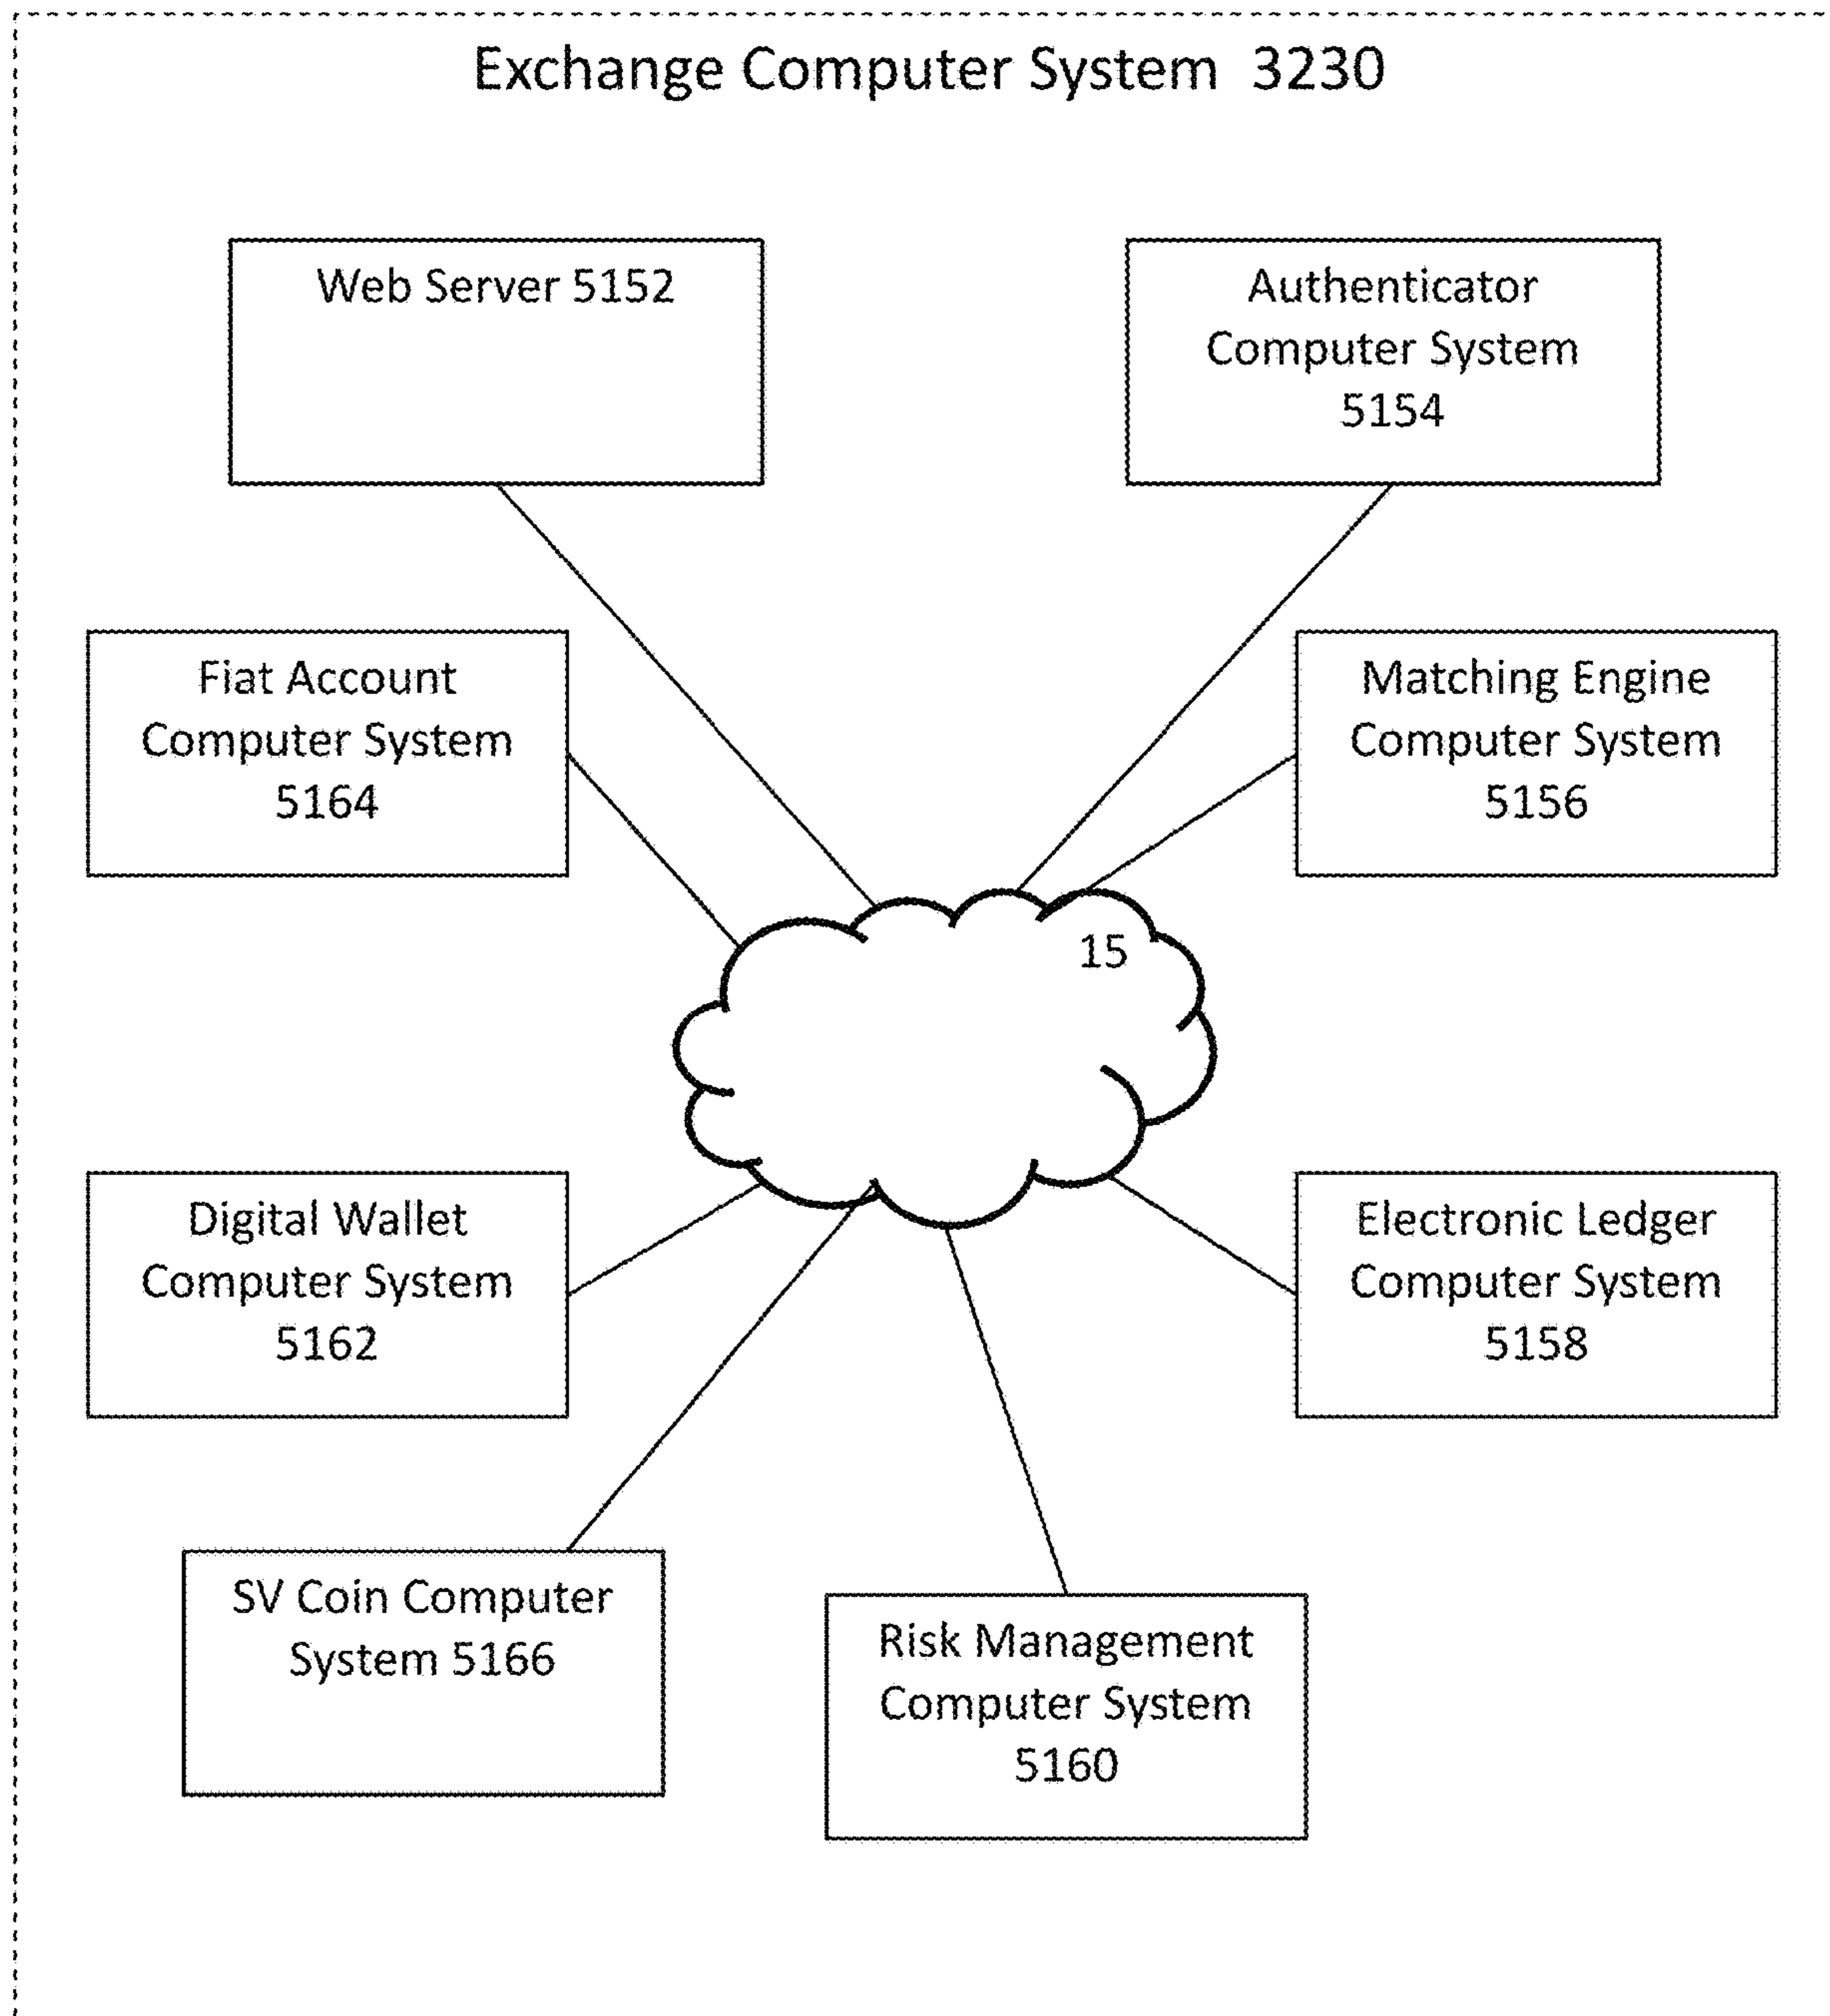 Exchange Computer System 3230
Web Server 5152
Authenticator
Computer System
5154
Fiat Account
Computer System
5164
Matching Engine
Computer System
5156
15
Digital Wallet
Computer System
5162
Electronic Ledger
Computer System
5158
SV Coin Computer
System 5166
Risk Management
Computer System
5160